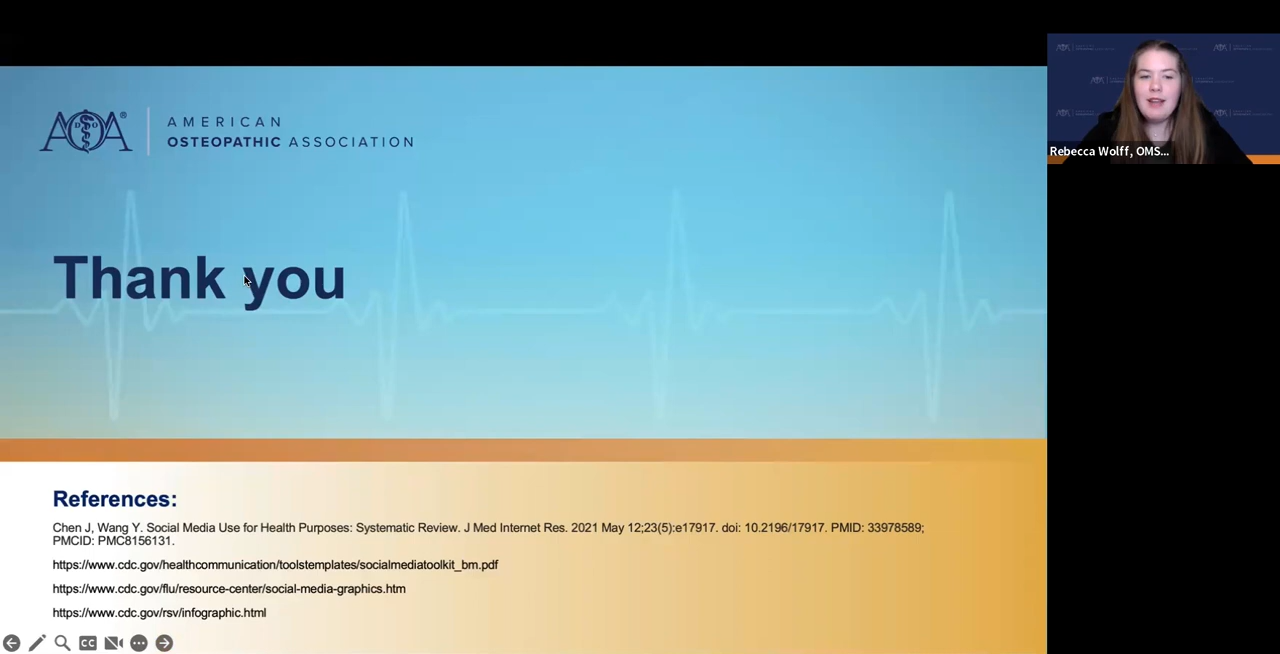 AOA®
DO
AMERICAN
OSTEOPATHIC ASSOCIATION
Thank you
References:
Chen J, Wang Y. Social Media Use for Health Purposes: Systematic Review. J Med Internet Res. 2021 May 12;23(5):e17917. doi: 10.2196/17917. PMID: 33978589;
PMCID: PMC8156131.
https://www.cdc.gov/healthcommunication/toolstemplates/socialmediatoolkit_bm.pdf
https://www.cdc.gov/flu/resource-center/social-media-graphics.htm
https://www.cdc.gov/rsv/infographic.html
CC
Rebecca Wolff, OMS...